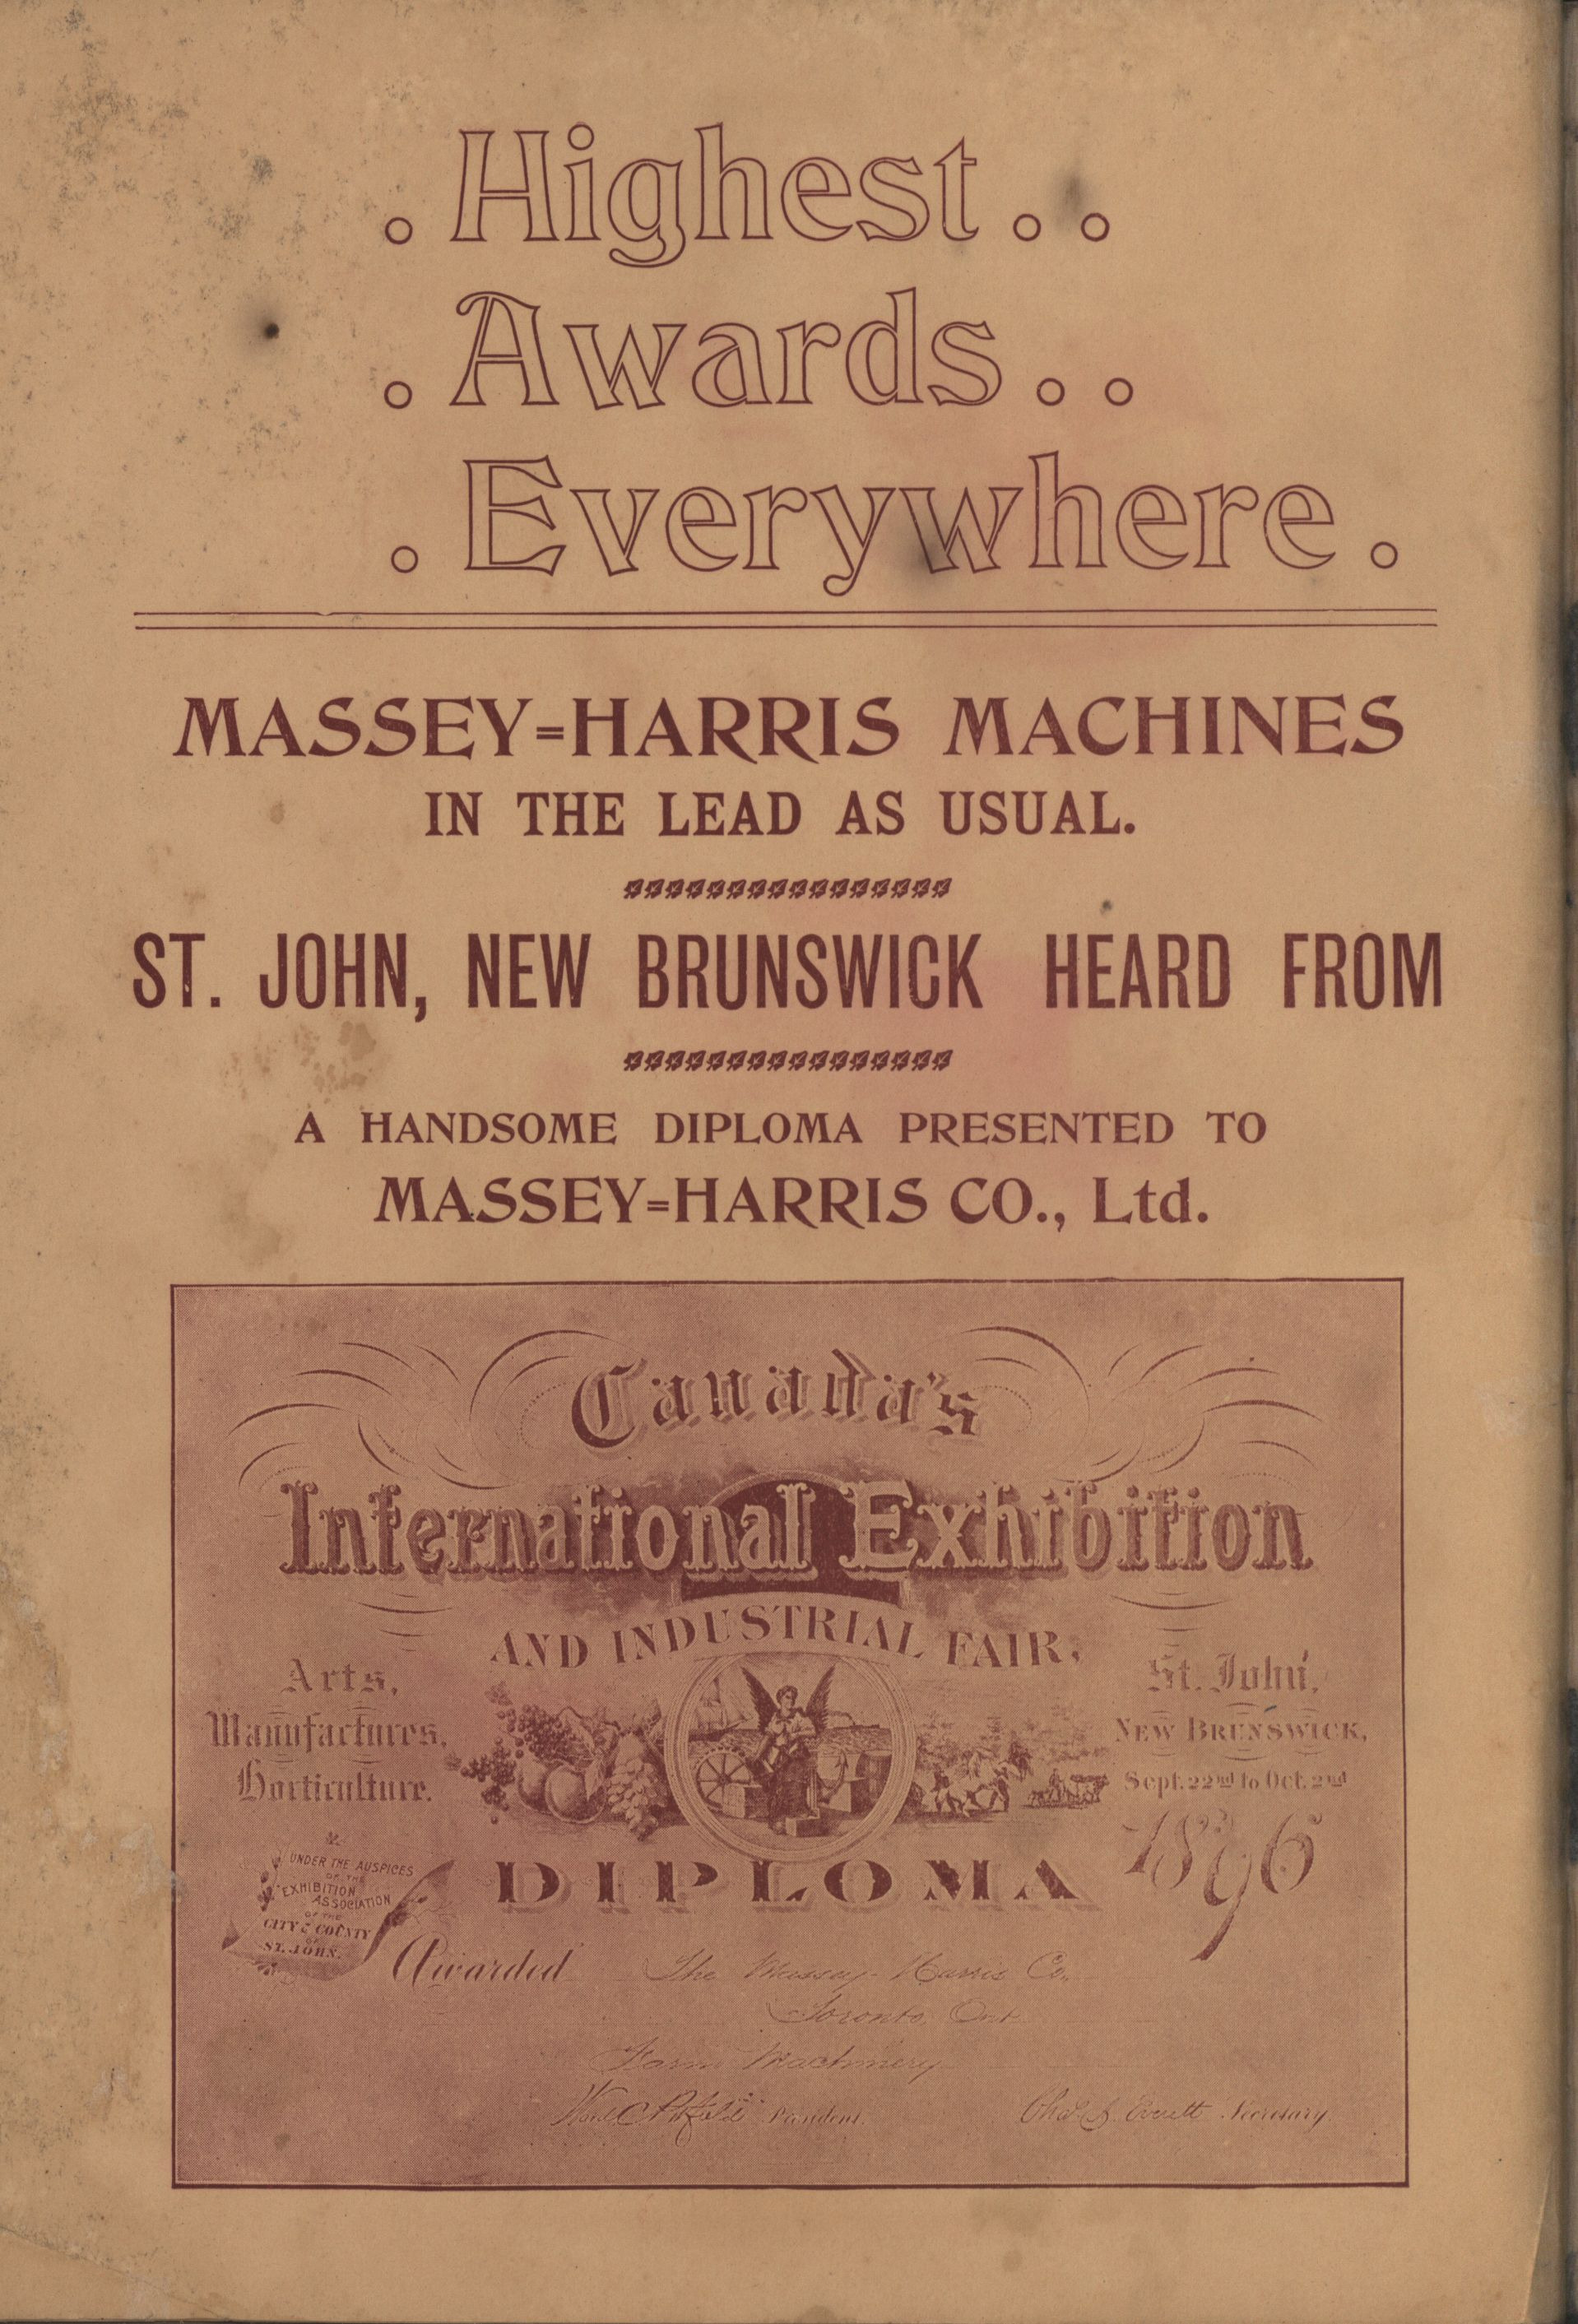 . Highest . .
. Awards . .
. Everywhere .
MASSEY=HARRIS MACHINES
IN THE LEAD AS USUAL.
ST. JOHN, NEW BRUNSWICK HEARD FROM
A HANDSOME DIPLOMA PRESENTED TO
MASSEY=HARRIS CO., Ltd.
Canada's
International Exhibition
AND INDUSTRIAL FAIR,
Arts,
Manufactures,
Horticulture.
St. John,
NEW BRUNSWICK,
Sept. 22nd to Oct. 2nd
1896
UNDER THE AUSPICES
OF THE
EXHIBITION
ASSOCIATION
OF THE
CITY & COUNTY
OF
ST. JOHN.
DIPLOMA
Awarded The Massey-Harris Co.
Toronto, Ont.
Farm Machinery
President.
Secretary